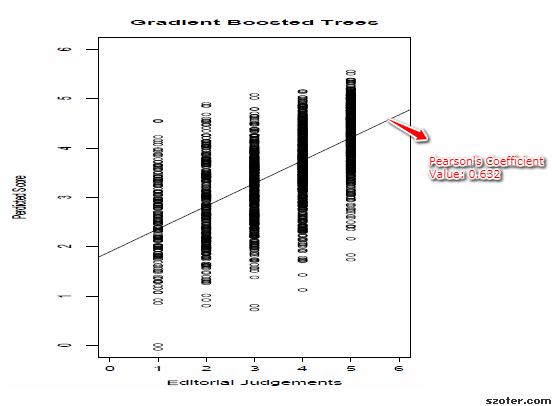 Gradient Boosted Trees
6
5
4
3
2
1
0
Perdicted Score
0 1 2 3 4 5 6
Editorial Judgements
Pearsonis Coefficient
Value: 0.632
szoter.com